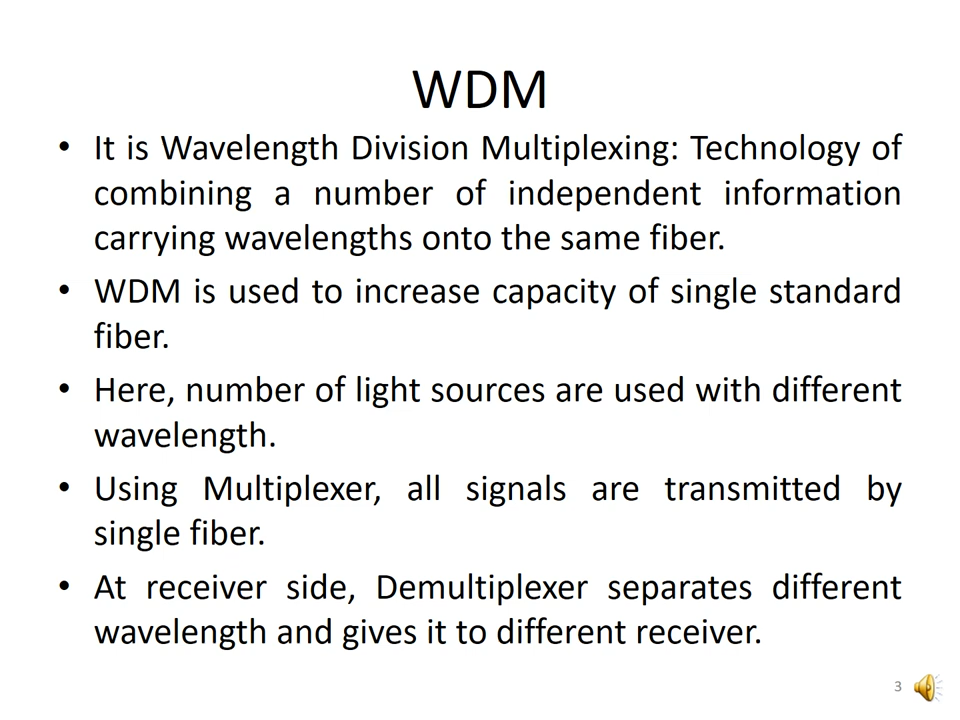 WDM
• It is Wavelength Division Multiplexing: Technology of
combining a number of independent information
carrying wavelengths onto the same fiber.
• WDM is used to increase capacity of single standard
fiber.
• Here, number of light sources are used with different
wavelength.
• Using Multiplexer, all signals are transmitted by
single fiber.
• At receiver side, Demultiplexer separates different
wavelength and gives it to different receiver.
3